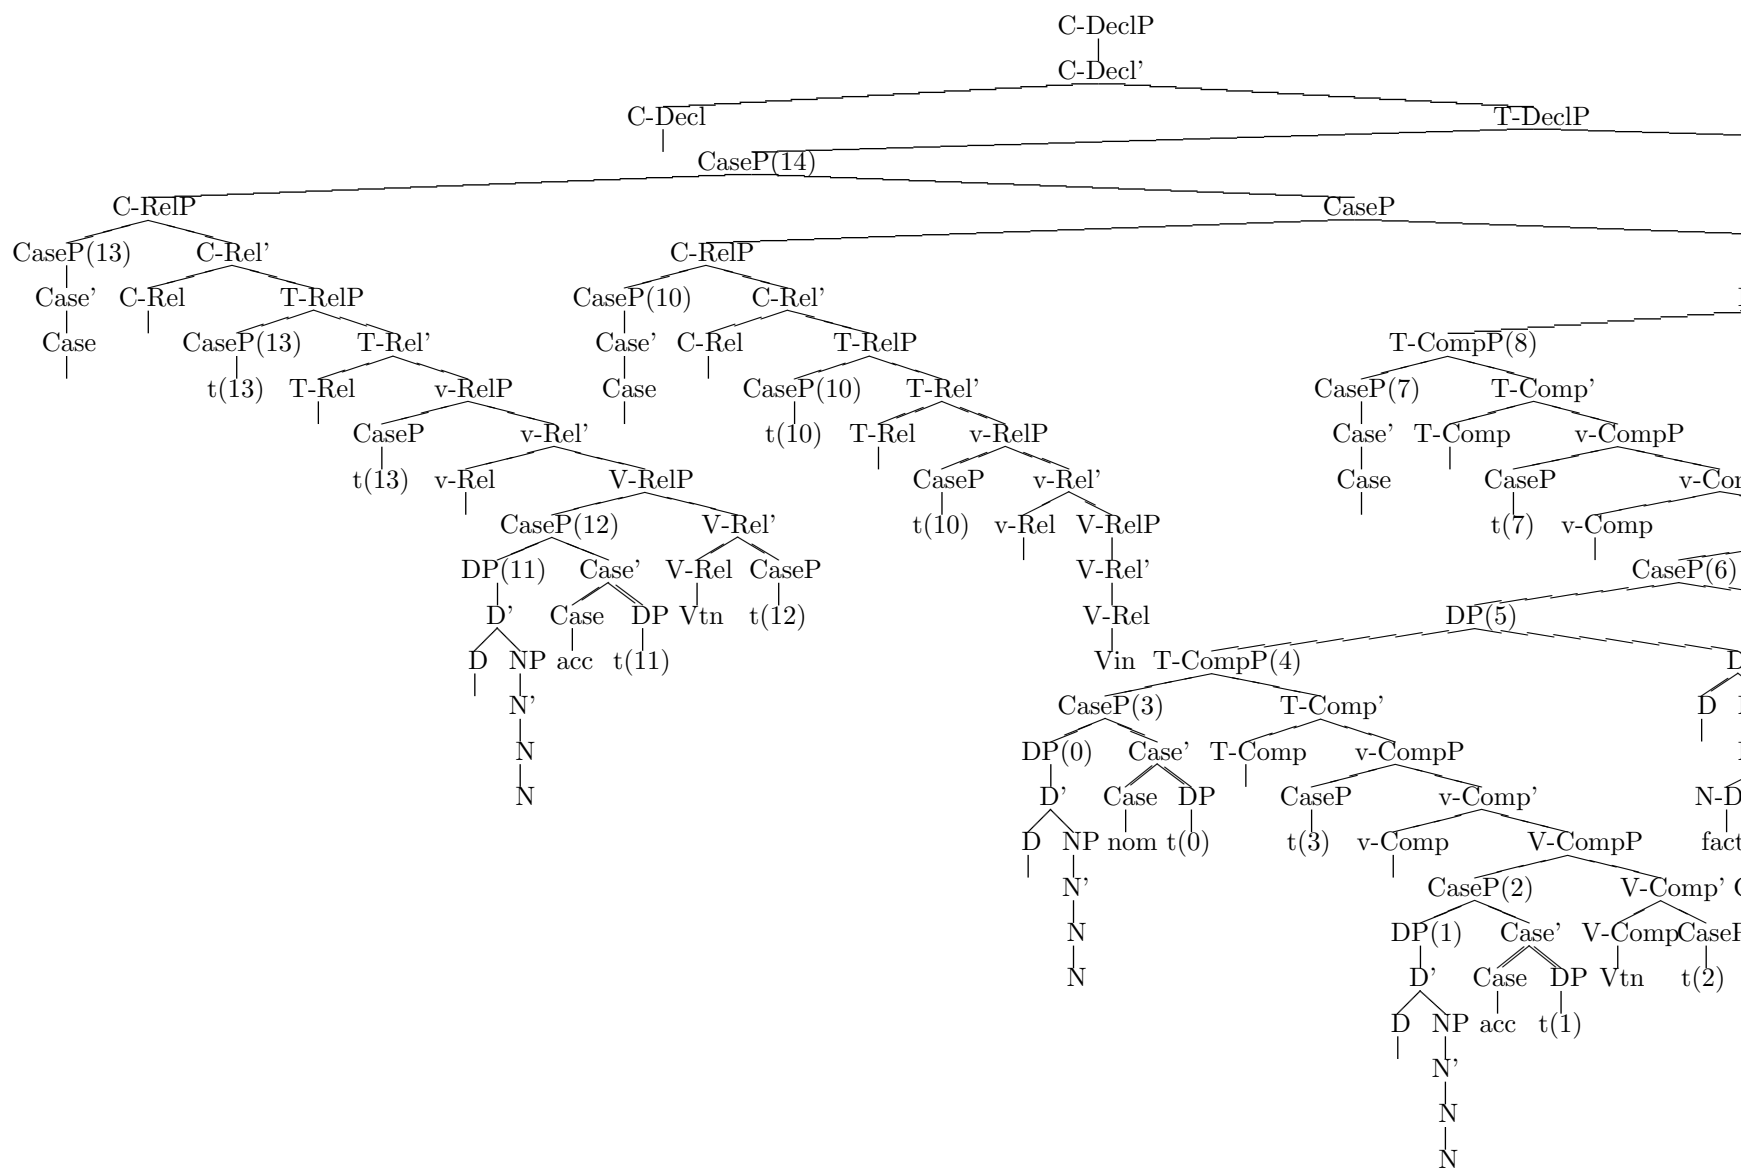 C-DeclP
C-Decl'
C-Decl T-DeclP
CaseP(14)
C-RelP CaseP
CaseP(13) C-Rel' C-RelP
Case' C-Rel T-RelP CaseP(10) C-Rel'
Case CaseP(13) T-Rel' Case' C-Rel T-RelP T-CompP(8)
t(13) T-Rel v-RelP Case CaseP(10) T-Rel' CaseP(7) T-Comp'
CaseP v-Rel' t(10) T-Rel v-RelP Case' T-Comp v-CompP
t(13) v-Rel V-RelP CaseP v-Rel' Case CaseP v-Com
CaseP(12) V-Rel' t(10) v-Rel V-RelP t(7) v-Comp
DP(11) Case' V-Rel CaseP V-Rel' CaseP(6)
D' Case DP Vtn t(12) V-Rel DP(5)
D NP acc t(11) Vin T-CompP(4) D
N' CaseP(3) T-Comp' D
N DP(0) Case' T-Comp v-CompP
N D' Case DP CaseP v-Comp' N-D
D NP nom t(0) t(3) v-Comp V-CompP fact
N' CaseP(2) V-Comp'
N DP(1) Case' V-Comp CaseP
N D' Case DP Vtn t(2)
D NP acc t(1)
N'
N
N